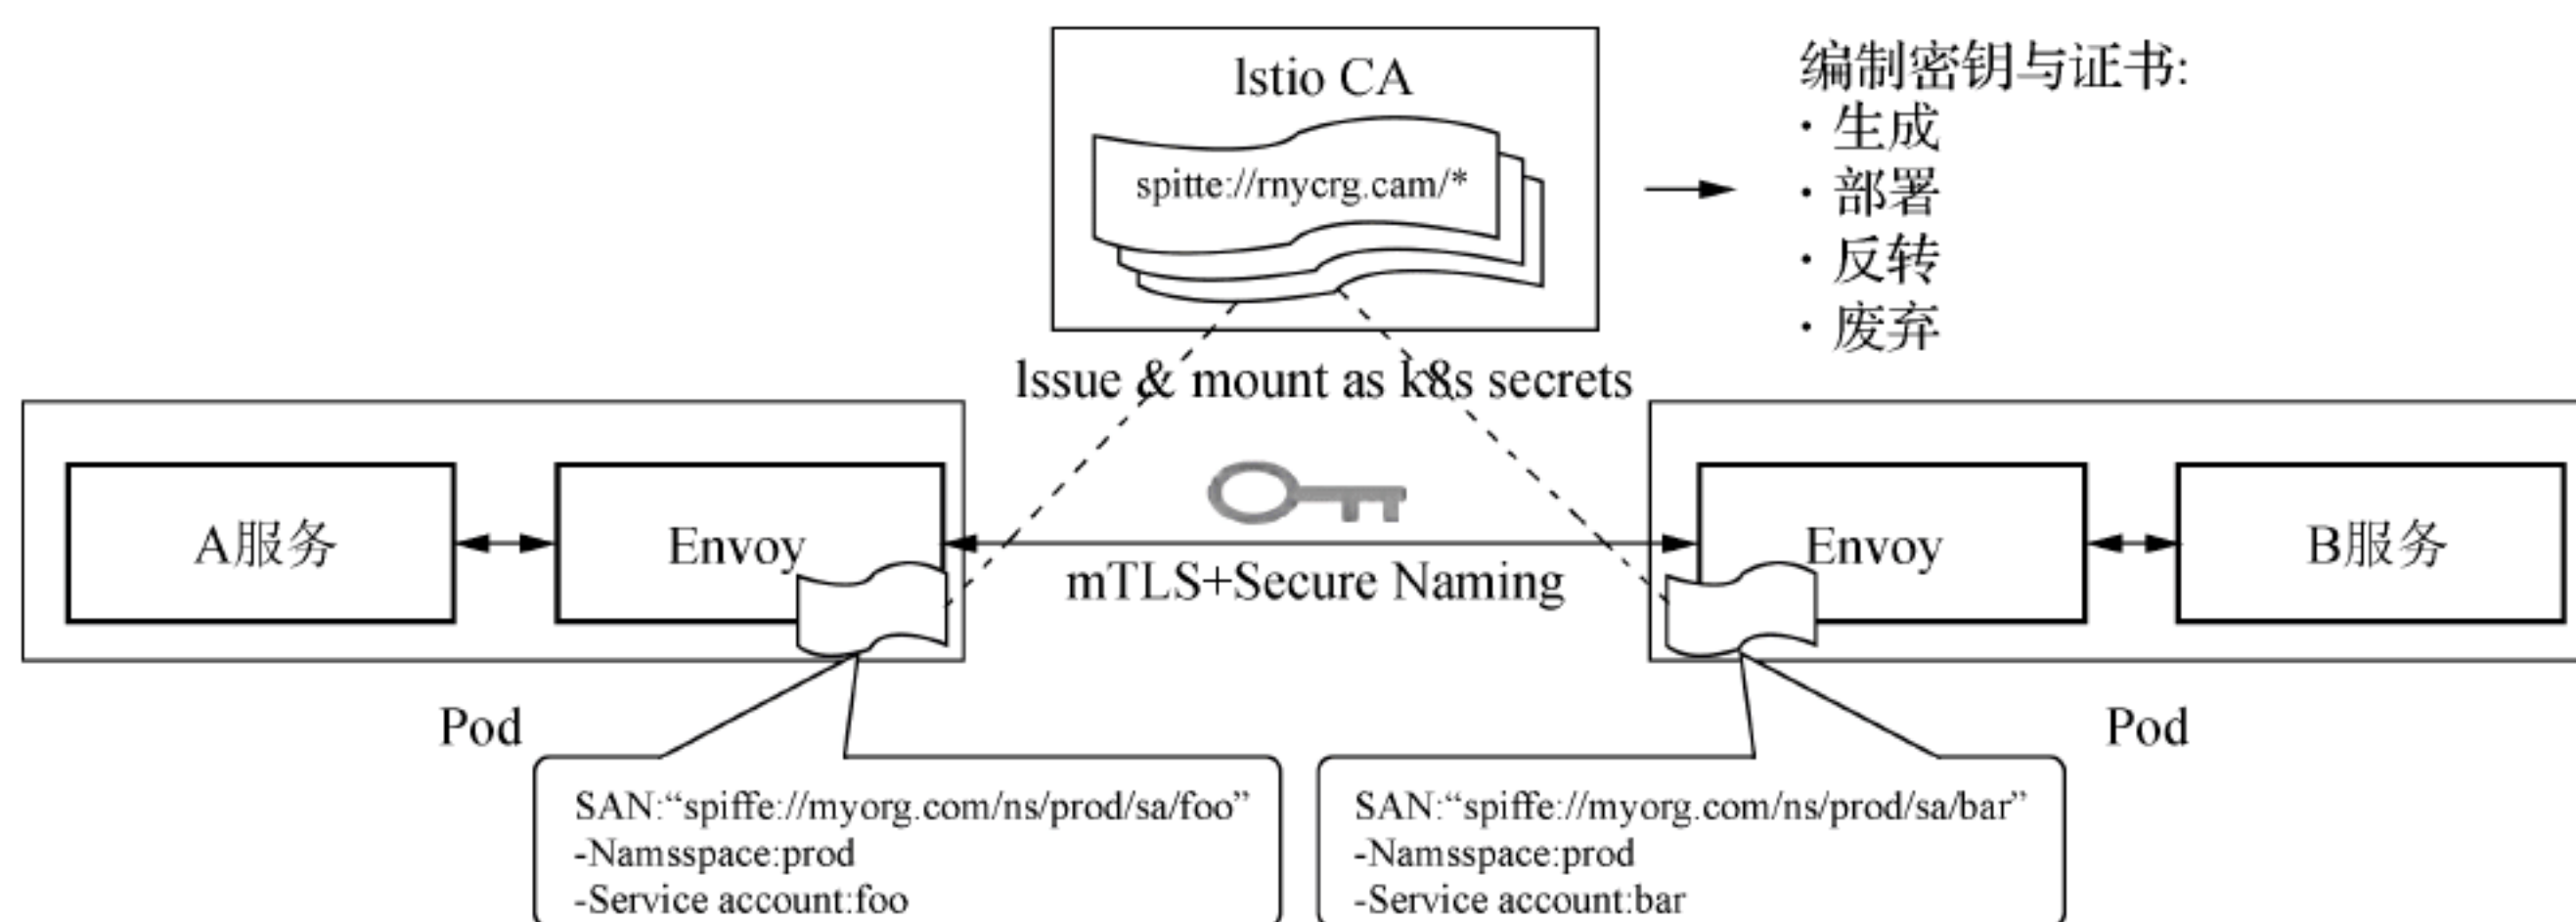 lstio CA
spitte://rnycrg.cam/*
编制密钥与证书:
· 生成
· 部署
· 反转
· 废弃
lssue & mount as k8s secrets
A服务
Envoy
mTLS+Secure Naming
Envoy
B服务
Pod
Pod
SAN:“spiffe://myorg.com/ns/prod/sa/foo”
-Namsspace:prod
-Service account:foo
SAN:“spiffe://myorg.com/ns/prod/sa/bar”
-Namsspace:prod
-Service account:bar